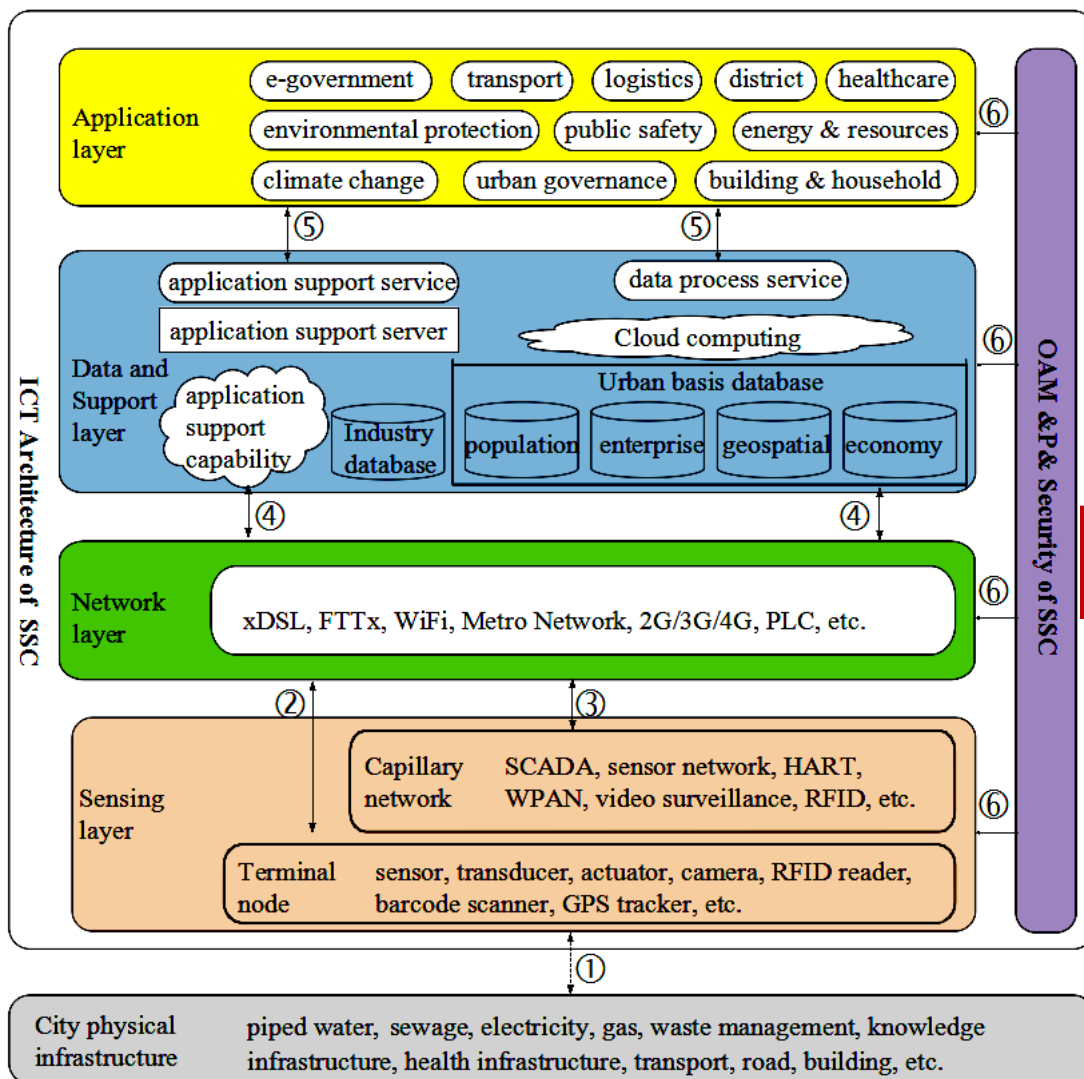 ICT Architecture of SSC
Application
layer
e-government
transport
logistics
district
healthcare
environmental protection
public safety
energy & resources
climate change
urban governance
building & household
⑥
⑤
⑤
Data and
Support
layer
application support service
application support server
application
support
capability
Industry
database
data process service
Cloud computing
Urban basis database
population
enterprise
geospatial
economy
⑥
④
④
Network
layer
xDSL, FTTx, WiFi, Metro Network, 2G/3G/4G, PLC, etc.
⑥
②
③
Sensing
layer
Capillary
network
SCADA, sensor network, HART,
WPAN, video surveillance, RFID, etc.
Terminal
node
sensor, transducer, actuator, camera, RFID reader,
barcode scanner, GPS tracker, etc.
⑥
OAM &P& Security of SSC
①
City physical
infrastructure
piped water, sewage, electricity, gas, waste management, knowledge
infrastructure, health infrastructure, transport, road, building, etc.